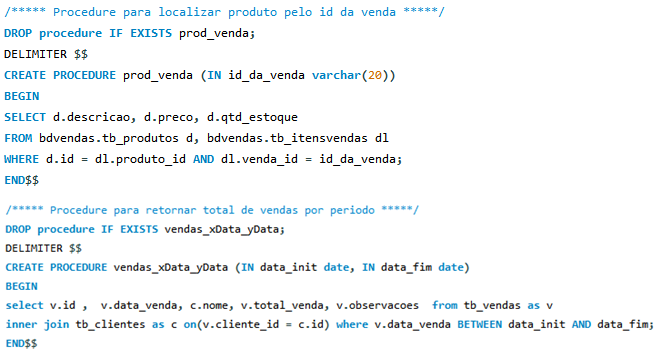 /***** Procedure para localizar produto pelo id da venda *****/
DROP procedure IF EXISTS prod_venda;
DELIMITER $$
CREATE PROCEDURE prod_venda (IN id_da_venda varchar(20))
BEGIN
SELECT d.descricao, d.preco, d.qtd_estoque
FROM bdvendas.tb_produtos d, bdvendas.tb_itensvendas dl
WHERE d.id = dl.produto_id AND dl.venda_id = id_da_venda;
END$$
/***** Procedure para retornar total de vendas por periodo *****/
DROP procedure IF EXISTS vendas_xData_yData;
DELIMITER $$
CREATE PROCEDURE vendas_xData_yData (IN data_init date, IN data_fim date)
BEGIN
select v.id ,  v.data_venda, c.nome, v.total_venda, v.observacoes  from tb_vendas as v
inner join tb_clientes as c on(v.cliente_id = c.id) where v.data_venda BETWEEN data_init AND data_fim;
END$$